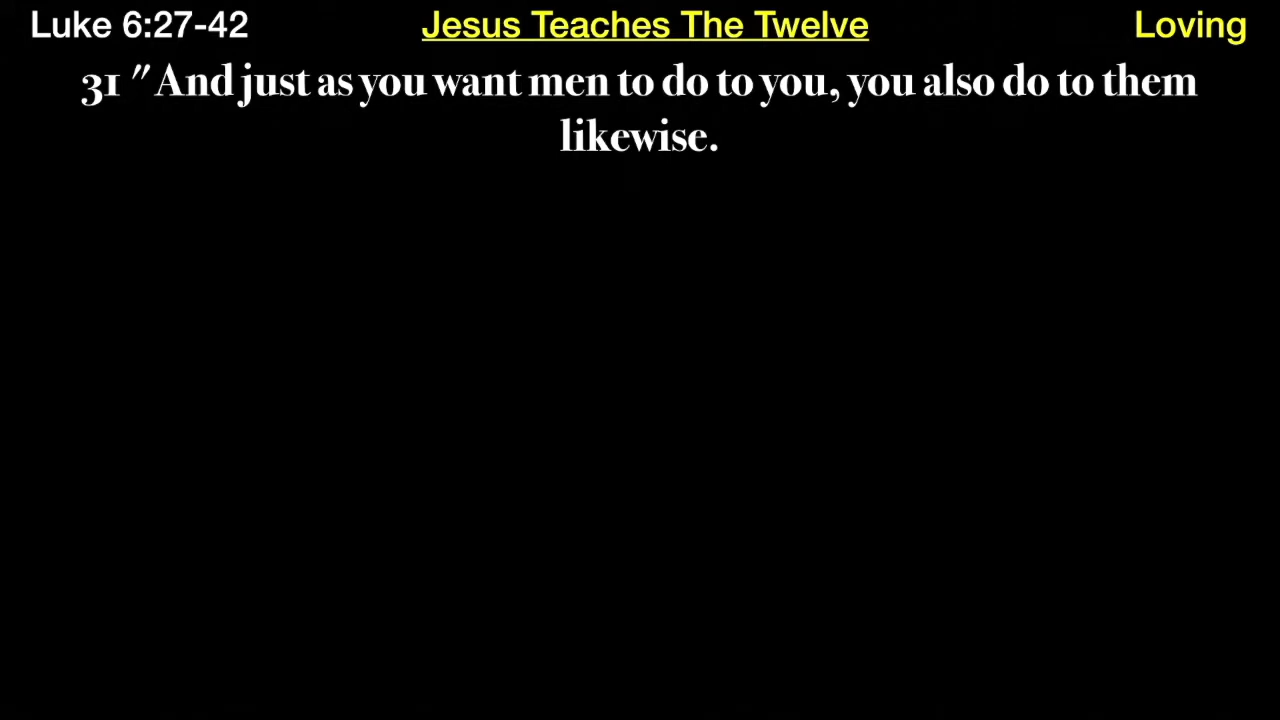 Luke 6:27-42 Jesus Teaches The Twelve Loving
31 "And just as you want men to do to you, you also do to them
likewise.